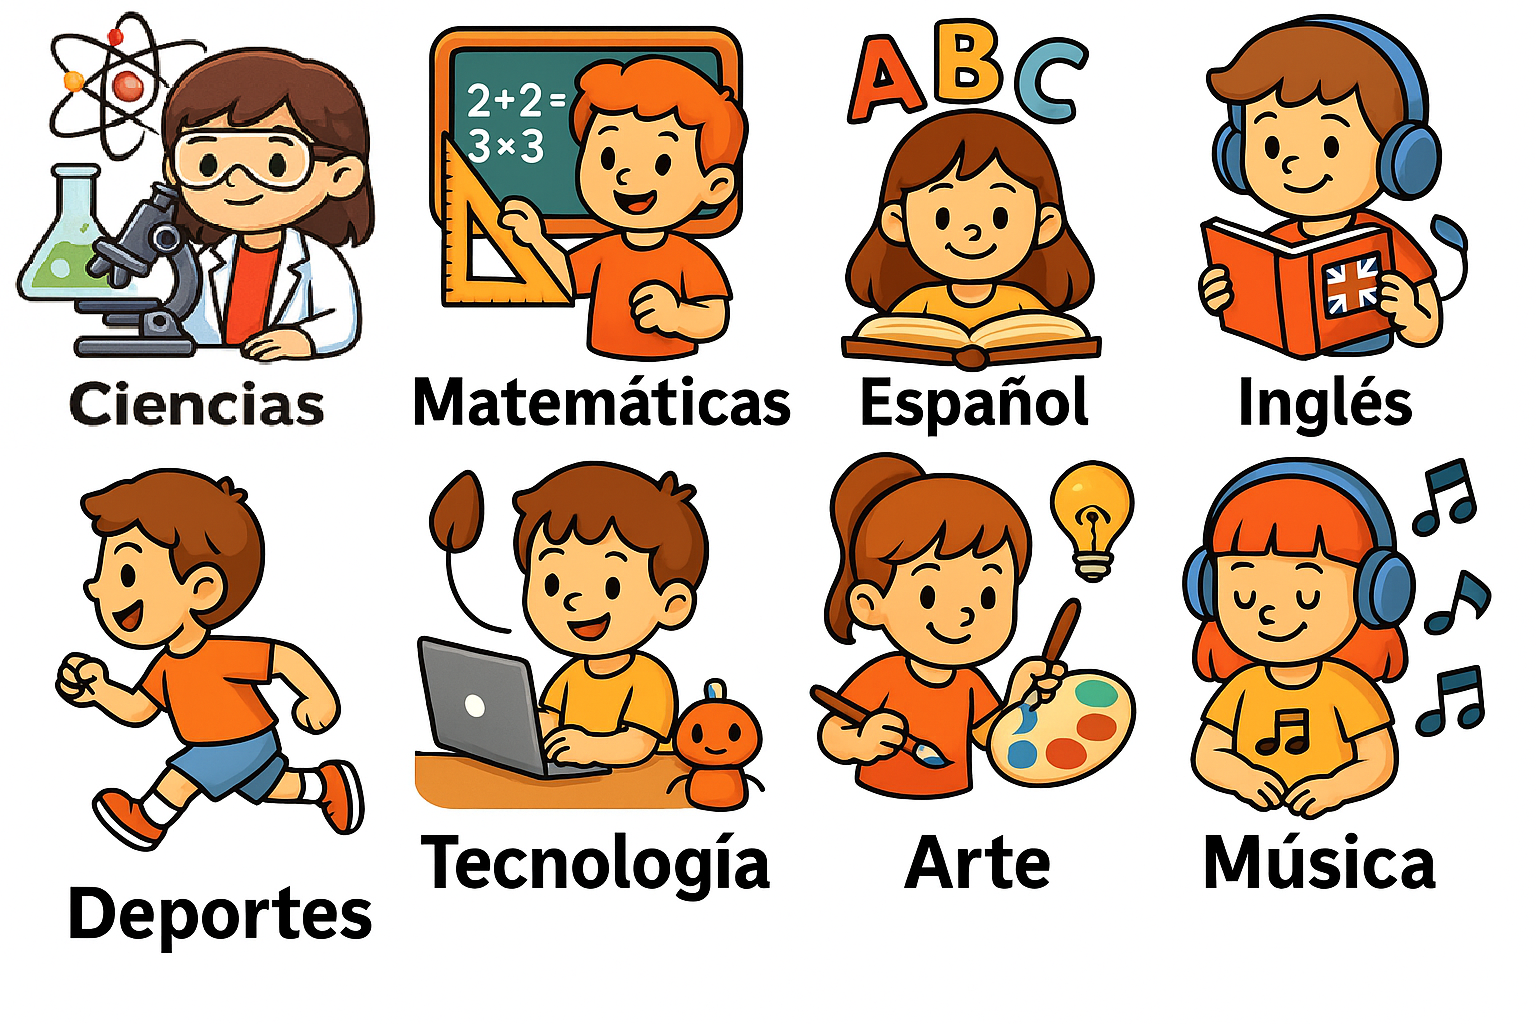 2+2=
3×3
ABC
Ciencias
Matemáticas
Español
Inglés
Deportes
Tecnología
Arte
Música